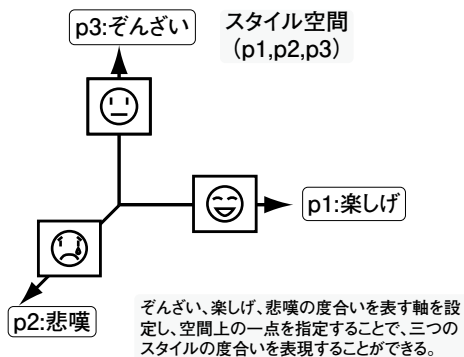 p3:ぞんざい
スタイル空間
(p1,p2,p3)
p1:楽しげ
p2:悲嘆
ぞんざい、楽しげ、悲嘆の度合いを表す軸を設
定し、空間上の一点を指定することで、三つの
スタイルの度合いを表現することができる。